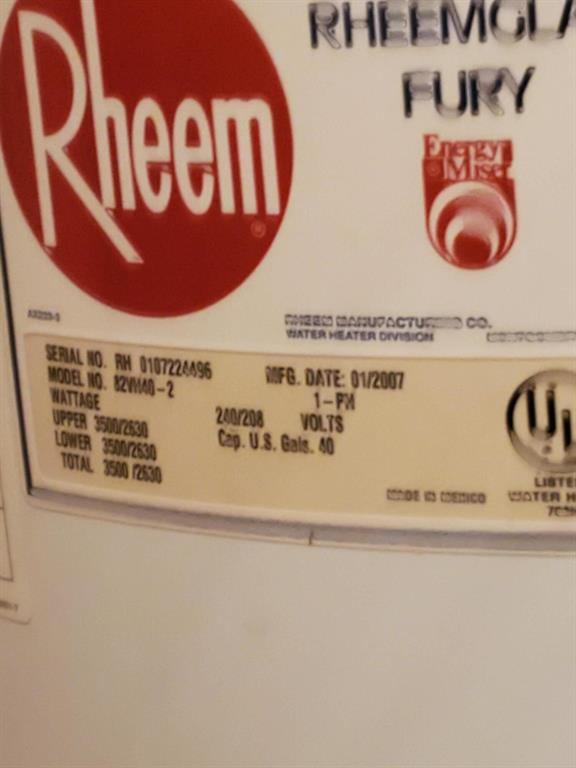 Rheem
RHEEMGLA
FURY
Energy
Miser
RHEEM MANUFACTURING CO.
WATER HEATER DIVISION
SERIAL NO. RH 0107224496
MFG. DATE: 01/2007
MODEL NO. 82VH40-2
1-PH
WATTAGE
240/208 VOLTS
UPPER 3500/2630
Cap. U.S. Gals. 40
LOWER 3500/2630
TOTAL 3500/2630
MADE IN MEXICO
LISTE
WATER H